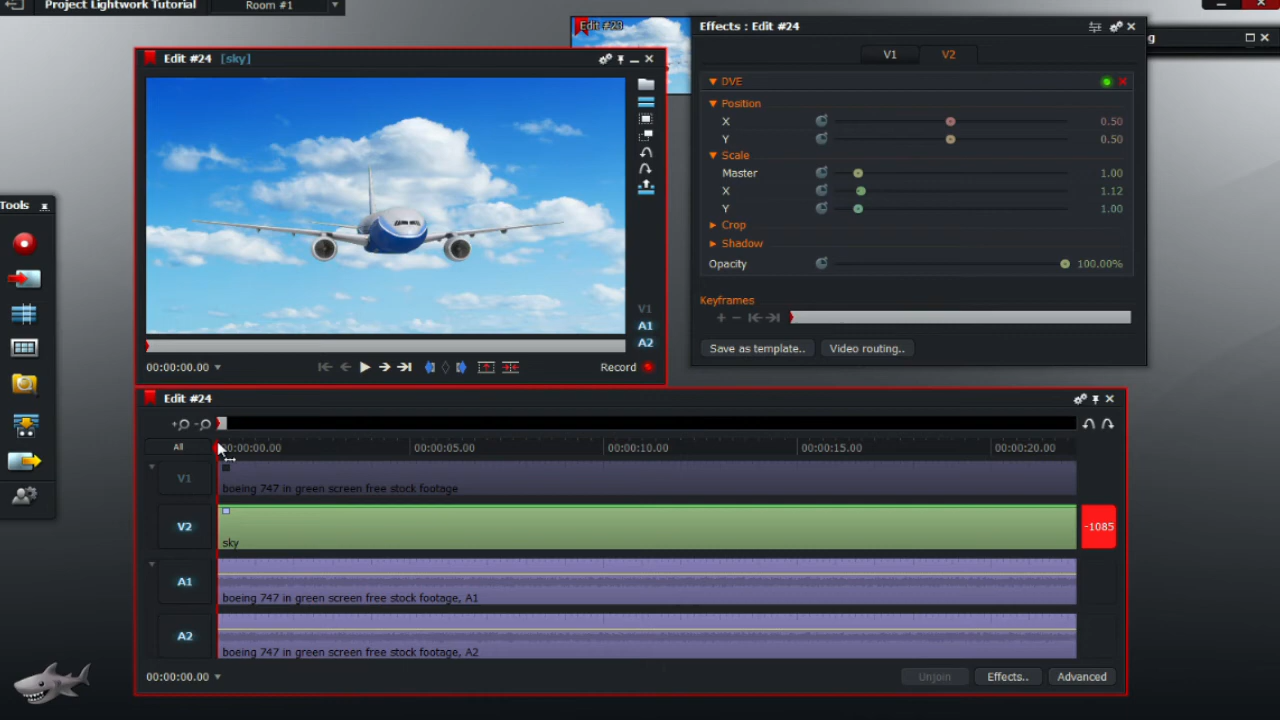 Project Lightwork Tutorial
Room #1
Edit #23
Effects : Edit #24
g
Edit #24 [sky]
V1
V2
DVE
Position
X 0.50
Y 0.50
Scale
Master 1.00
X 1.12
Y 1.00
Crop
Shadow
Opacity 100.00%
Keyframes
Save as template..
Video routing..
Tools
V1
A1
A2
00:00:00.00
Record
Edit #24
All
00:00:00.00
00:00:05.00
00:00:10.00
00:00:15.00
00:00:20.00
V1
boeing 747 in green screen free stock footage
V2
sky
-1085
A1
boeing 747 in green screen free stock footage, A1
A2
boeing 747 in green screen free stock footage, A2
00:00:00.00
Unjoin
Effects..
Advanced